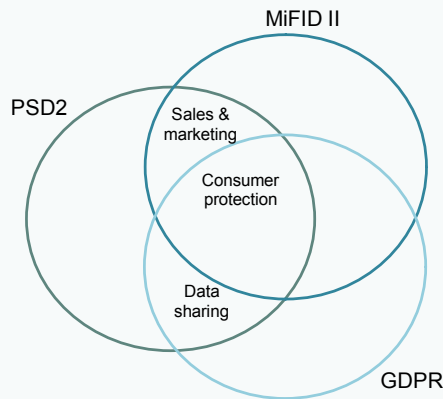 MiFID II
PSD2
Sales &
marketing
Consumer
protection
Data
sharing
GDPR